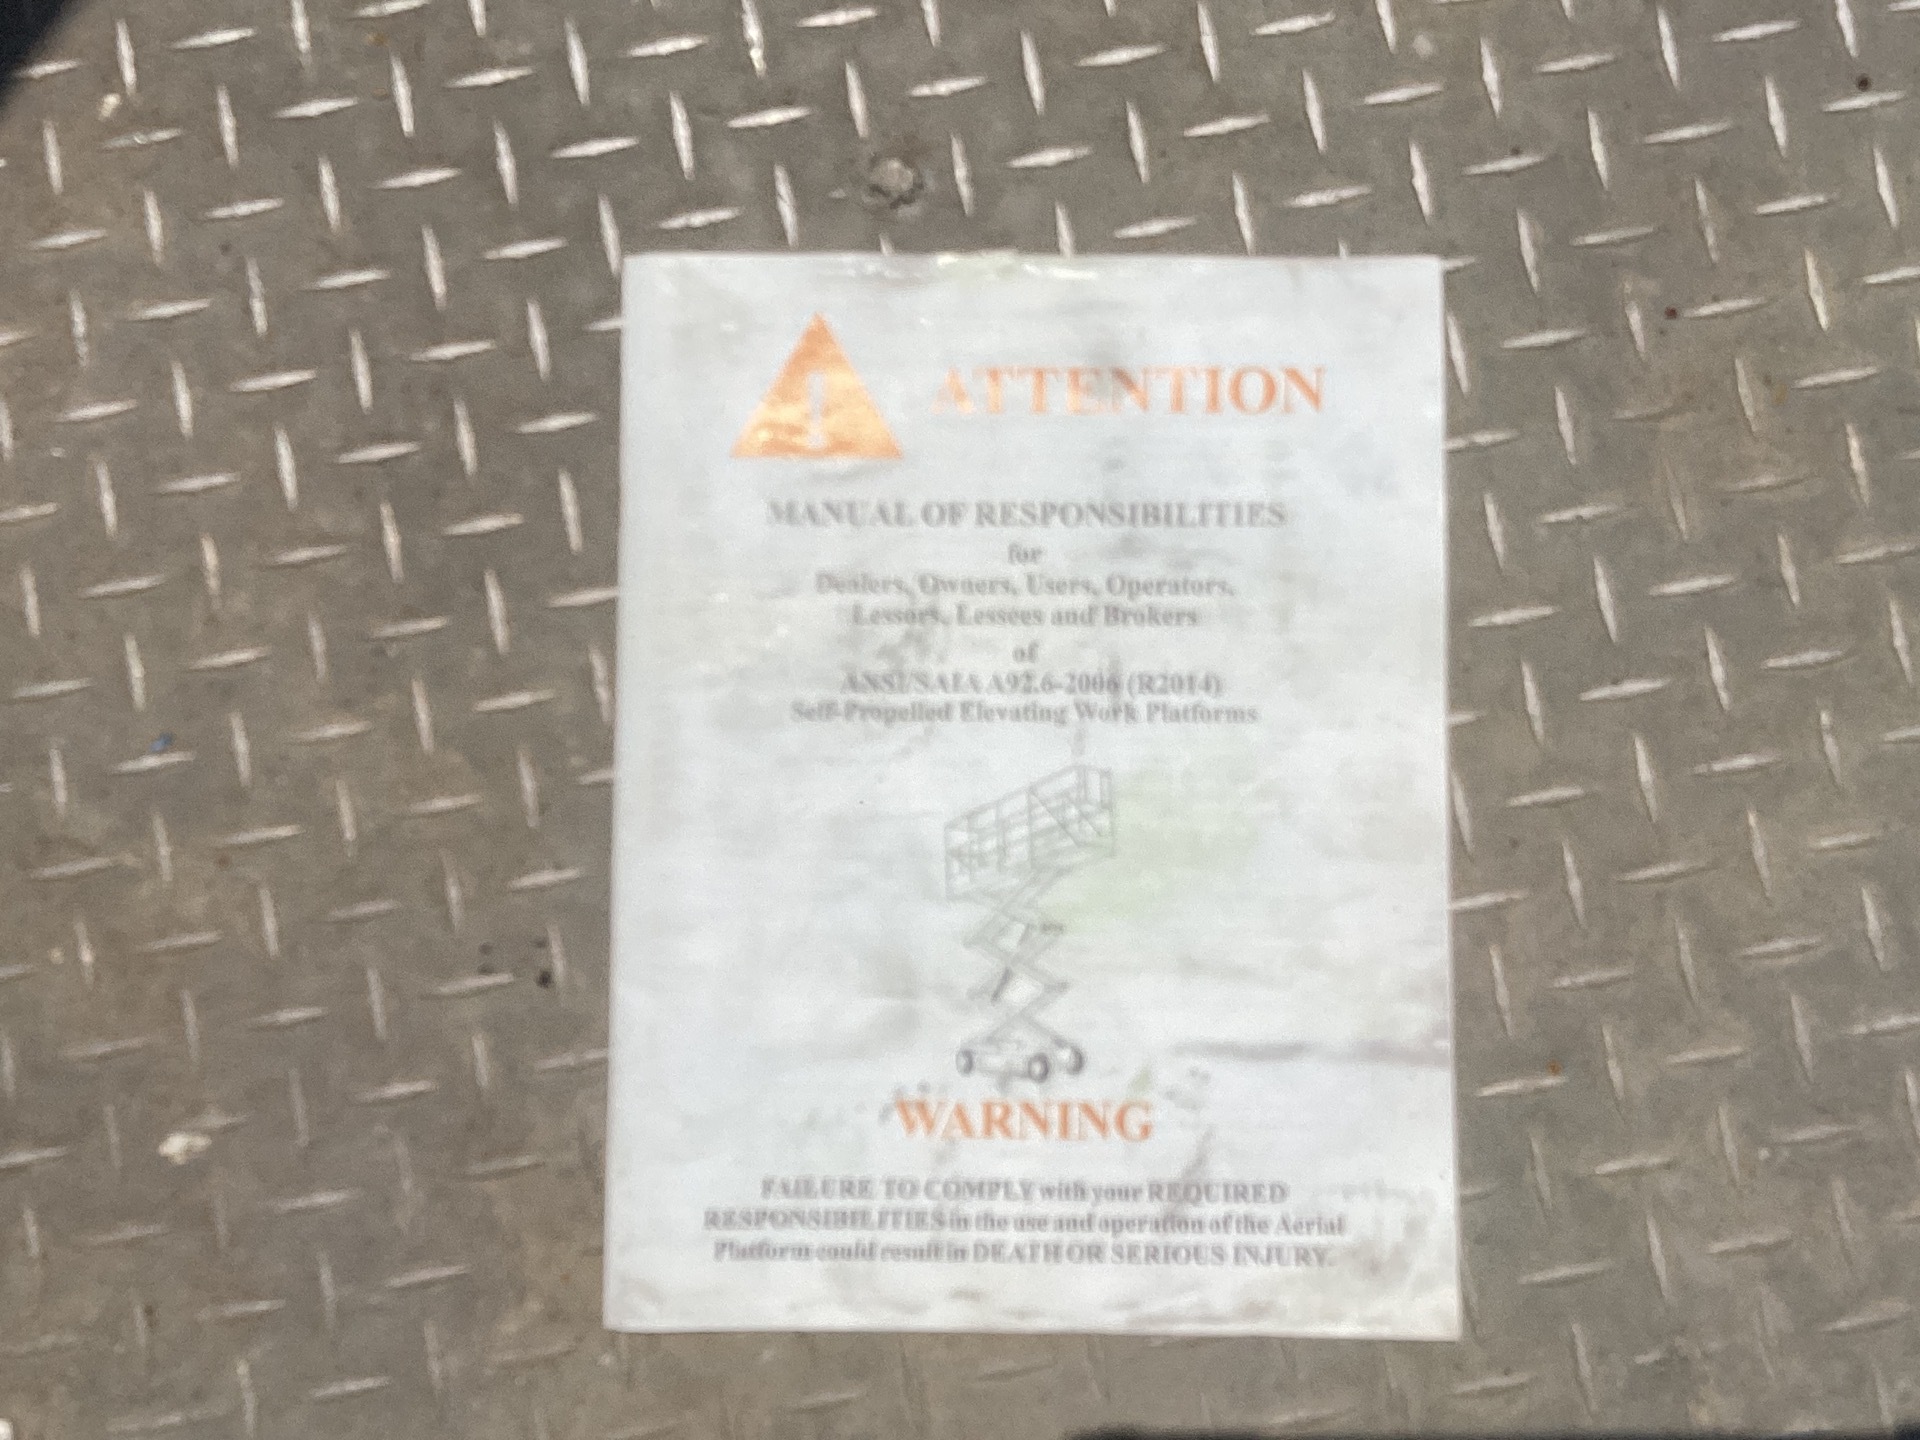 ATTENTION
MANUAL OF RESPONSIBILITIES
for
Dealers, Owners, Users, Operators,
Lessors, Lessees and Brokers
of
ANSI/SAIA A92.6-2006 (R2014)
Self-Propelled Elevating Work Platforms
WARNING
FAILURE TO COMPLY with your REQUIRED
RESPONSIBILITIES in the use and operation of the Aerial
Platform could result in DEATH OR SERIOUS INJURY.